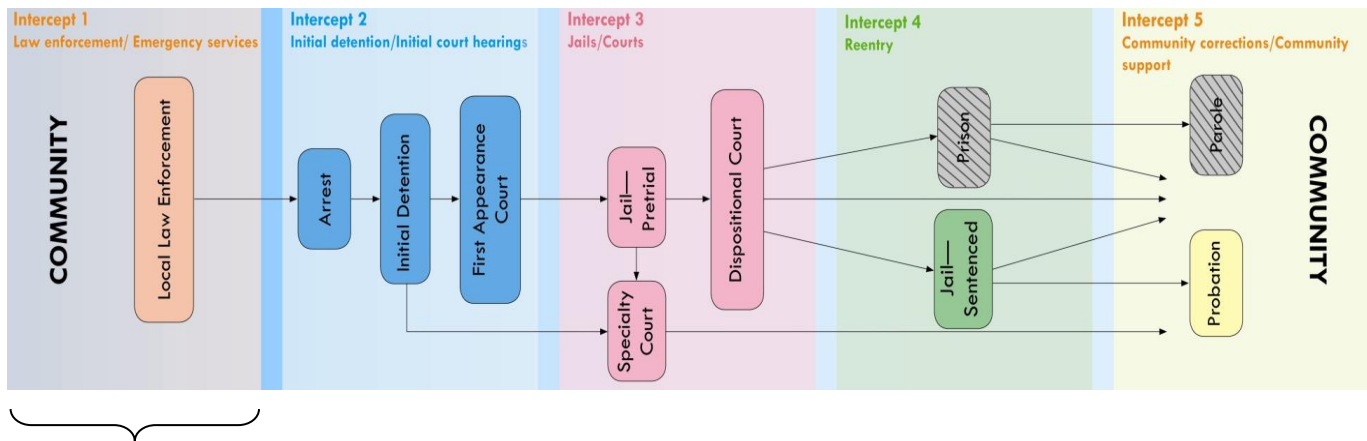 Intercept 1
Law enforcement/ Emergency services
Intercept 2
Initial detention/Initial court hearings
Intercept 3
Jails/Courts
Intercept 4
Reentry
Intercept 5
Community corrections/Community
support
COMMUNITY
Local Law Enforcement
Arrest
Initial Detention
First Appearance
Court
Jail—
Pretrial
Specialty
Court
Dispositional Court
Prison
Jail—
Sentenced
Parole
Probation
COMMUNITY